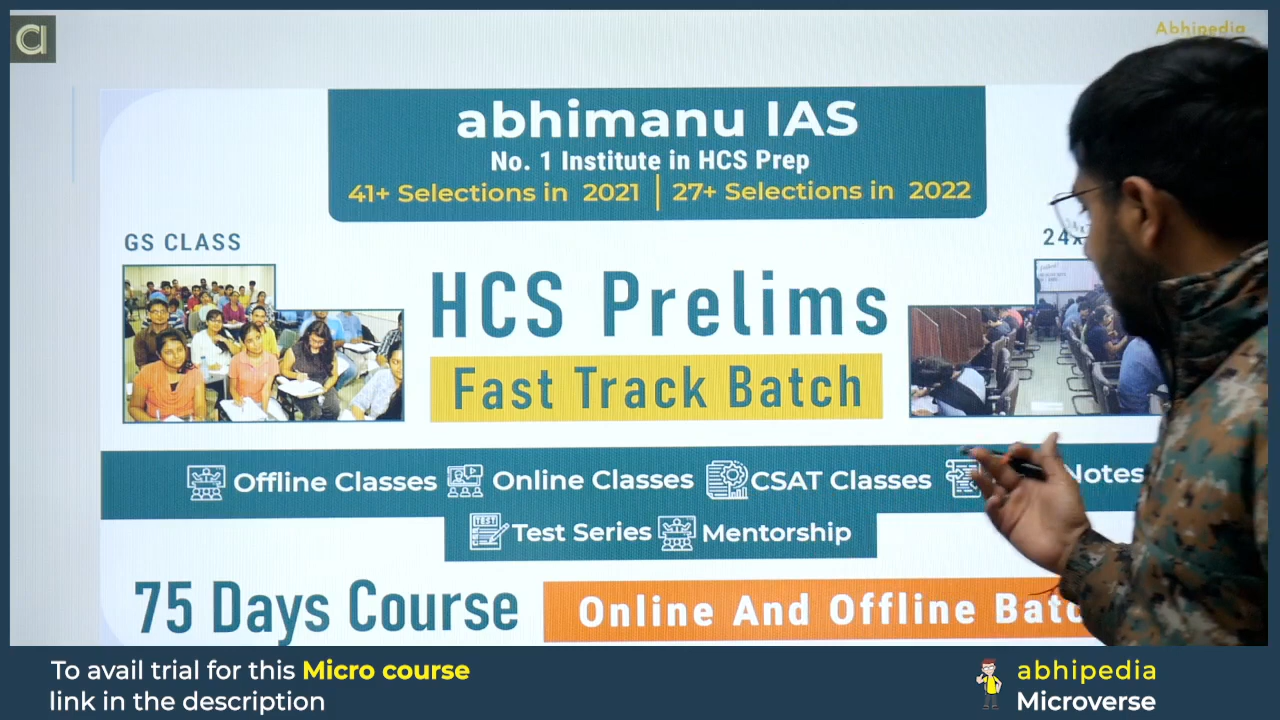 Abhipedia
abhimanu IAS
No. 1 Institute in HCS Prep
41+ Selections in 2021 | 27+ Selections in 2022
GS CLASS
HCS Prelims
Fast Track Batch
Offline Classes Online Classes CSAT Classes Notes
TEST Test Series Mentorship
75 Days Course Online And Offline
To avail trial for this Micro course
link in the description
abhipedia
Microverse